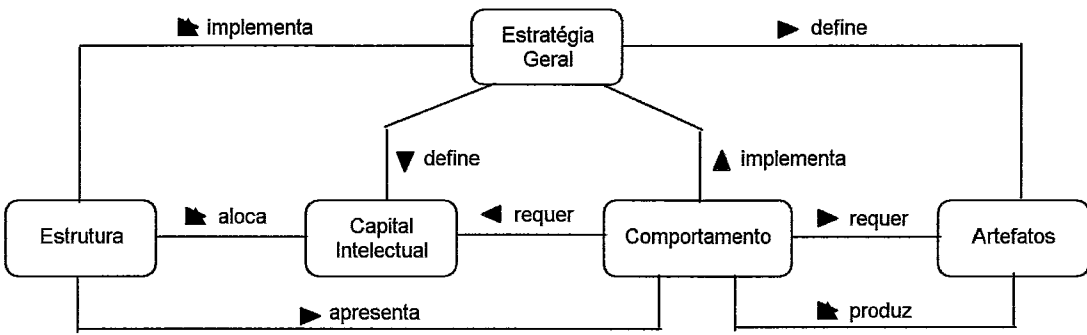 implementa
Estratégia
Geral
define
define
implementa
Estrutura
aloca
Capital
Intelectual
requer
Comportamento
requer
Artefatos
apresenta
produz